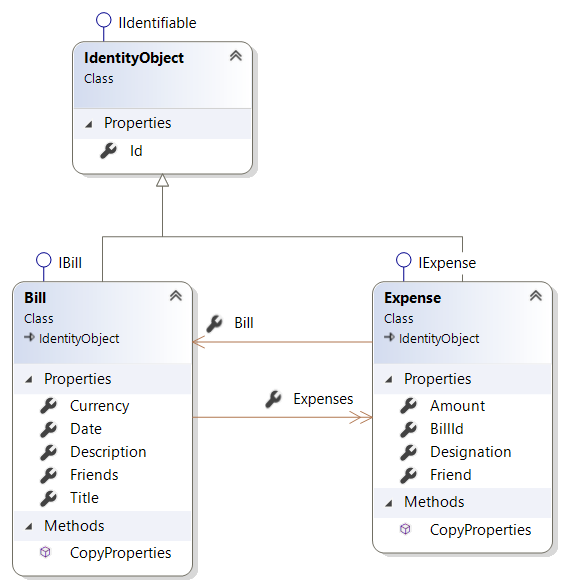 IIdentifiable
IdentityObject
Class
Properties
Id
IBill
Bill
Class
IdentityObject
Properties
Currency
Date
Description
Friends
Title
Methods
CopyProperties
Bill
Expenses
IExpense
Expense
Class
IdentityObject
Properties
Amount
BillId
Designation
Friend
Methods
CopyProperties